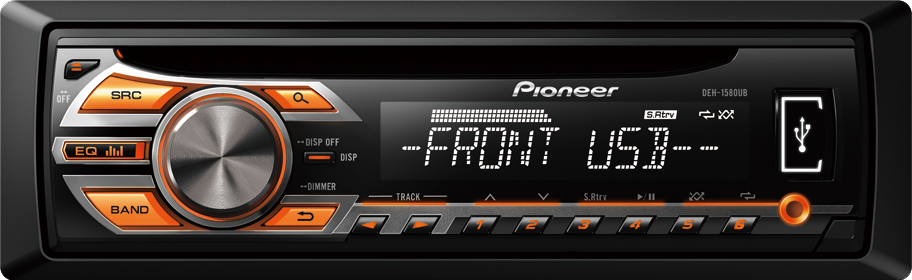 Pioneer
DEH-1580UB
OFF
SRC
S.Rtrv
-FRONT USB--
DISP OFF
EQ
DISP
DIMMER
BAND
TRACK
S.Rtrv
1 2 3 4 5 6